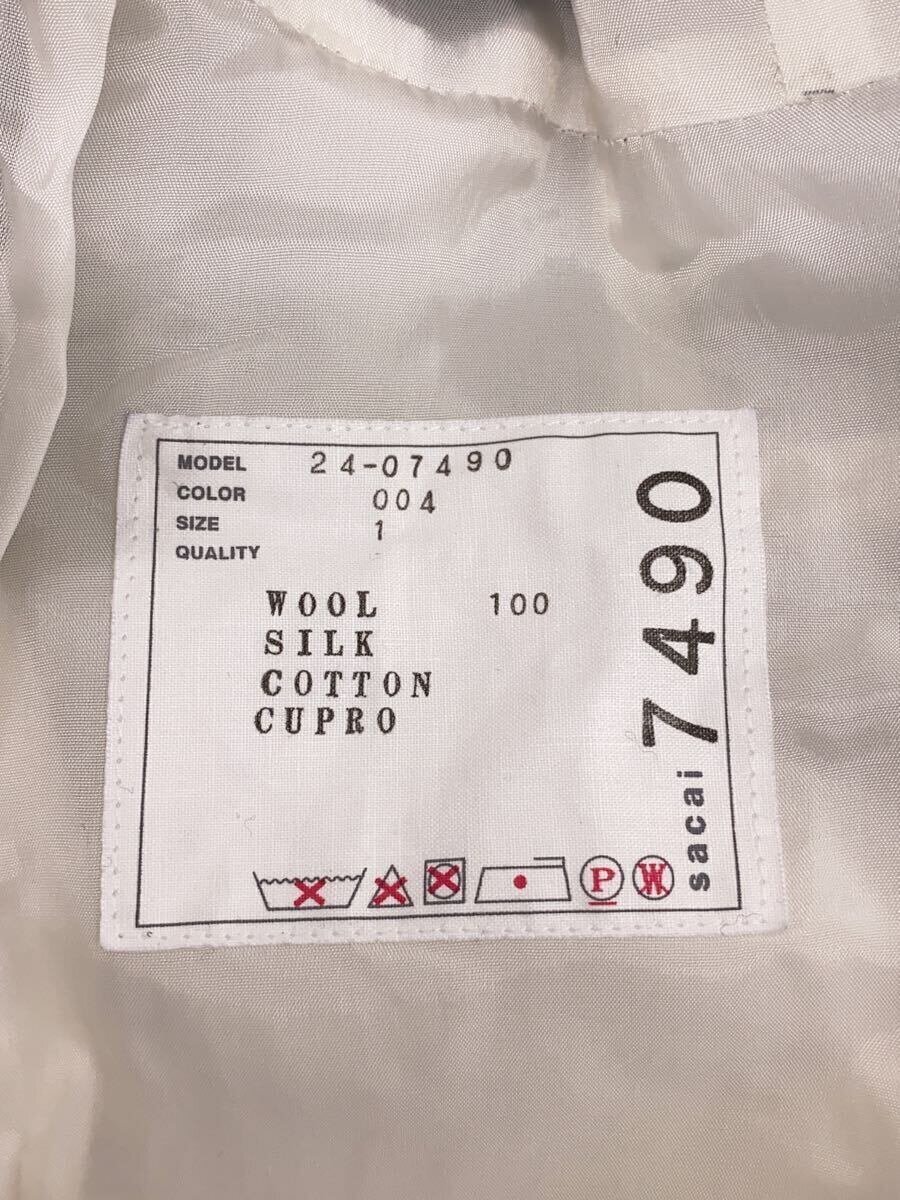 MODEL 24-07490
COLOR 004
SIZE 1
QUALITY
WOOL 100
SILK
COTTON
CUPRO
P W
sacai 7490